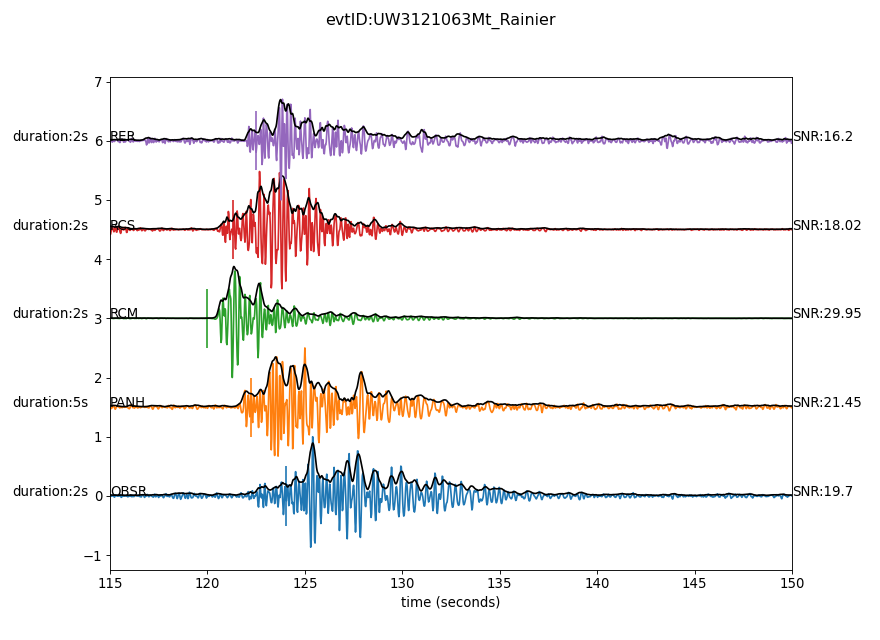 evtID:UW3121063Mt_Rainier
7
duration:2s RER SNR:16.2
6
5
duration:2s RCS SNR:18.02
4
duration:2s RCM SNR:29.95
3
2
duration:5s PANH SNR:21.45
1
duration:2s OBSR SNR:19.7
0
−1
115 120 125 130 135 140 145 150
time (seconds)